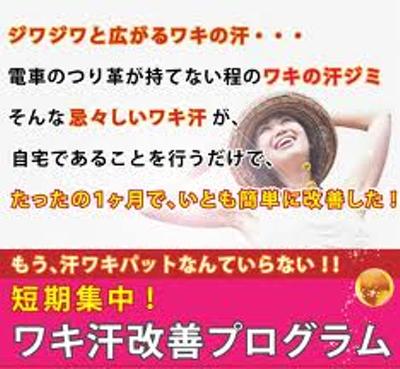 ジワジワと広がるワキの汗・・・
電車のつり革が持てない程のワキの汗ジミ
そんな忌々しいワキ汗が、
自宅であることを行うだけで、
たったの1ヶ月で、いとも簡単に改善した！
もう、汗ワキパットなんていらない！！
短期集中！
ワキ汗改善プログラム